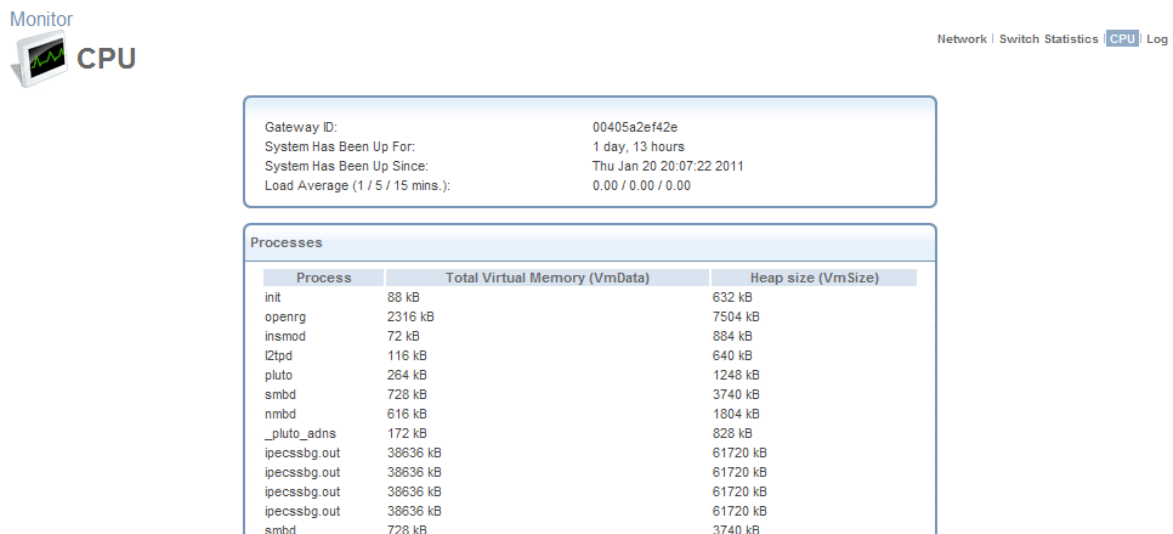 Monitor
CPU
Network | Switch Statistics | CPU | Log
Gateway ID: 00405a2ef42e
System Has Been Up For: 1 day, 13 hours
System Has Been Up Since: Thu Jan 20 20:07:22 2011
Load Average (1 / 5 / 15 mins.): 0.00 / 0.00 / 0.00
Processes
Process Total Virtual Memory (VmData) Heap size (VmSize)
init 88 kB 632 kB
openrg 2316 kB 7504 kB
insmod 72 kB 884 kB
l2tpd 116 kB 640 kB
pluto 264 kB 1248 kB
smbd 728 kB 3740 kB
nmbd 616 kB 1804 kB
_pluto_adns 172 kB 828 kB
ipecssbg.out 38636 kB 61720 kB
ipecssbg.out 38636 kB 61720 kB
ipecssbg.out 38636 kB 61720 kB
ipecssbg.out 38636 kB 61720 kB
smbd 728 kB 3740 kB